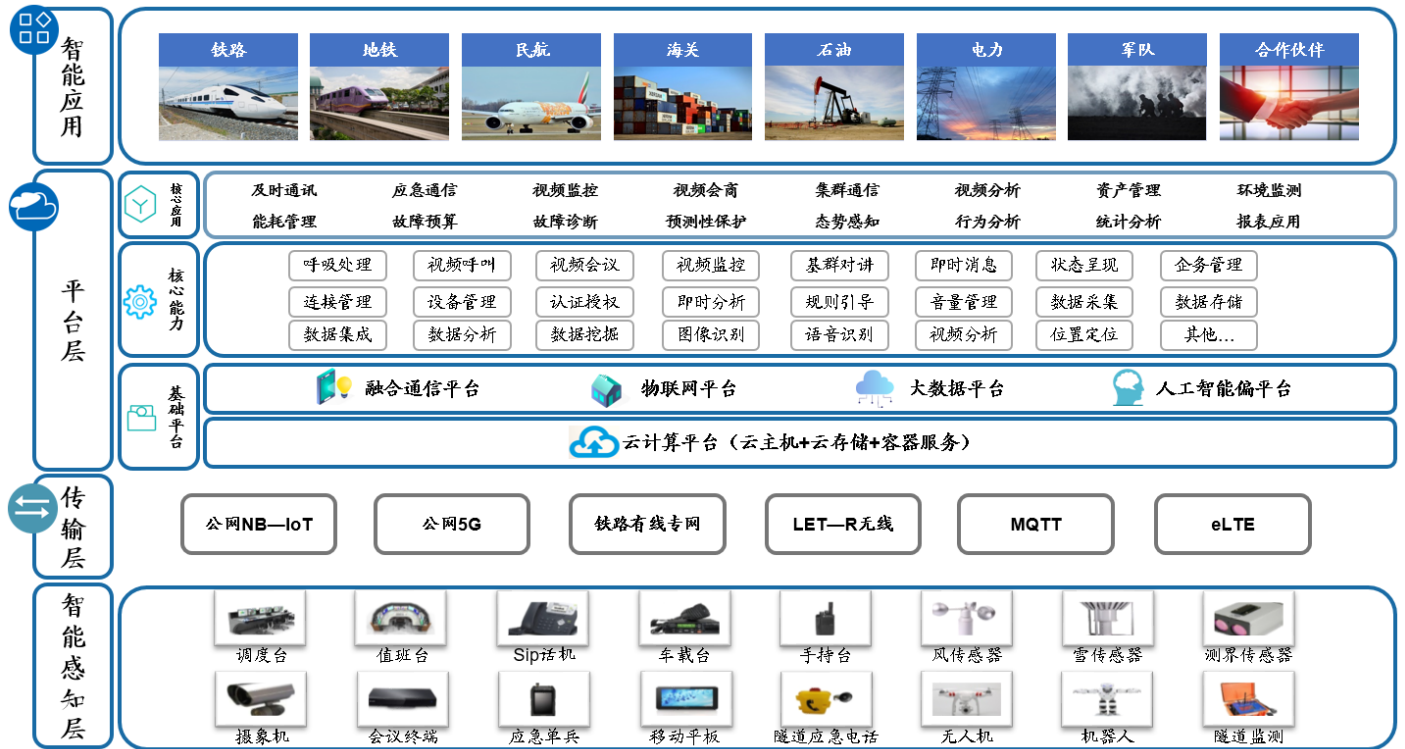 智能应用
铁路 地铁 民航 海关 石油 电力 军队 合作伙伴
平台层
核心应用
及时通讯 应急通信 视频监控 视频会商 集群通信 视频分析 资产管理 环境监测
能耗管理 故障预算 故障诊断 预测性保护 态势感知 行为分析 统计分析 报表应用
核心能力
呼吸处理 视频呼叫 视频会议 视频监控 基群对讲 即时消息 状态呈现 企务管理
连接管理 设备管理 认证授权 即时分析 规则引导 音量管理 数据采集 数据存储
数据集成 数据分析 数据挖掘 图像识别 语音识别 视频分析 位置定位 其他...
基础平台
融合通信平台 物联网平台 大数据平台 人工智能偏平台
云计算平台（云主机+云存储+容器服务）
传输层
公网NB—IoT 公网5G 铁路有线专网 LET—R无线 MQTT eLTE
智能感知层
调度台 值班台 Sip话机 车载台 手持台 风传感器 雪传感器 测界传感器
摄象机 会议终端 应急单兵 移动平板 隧道应急电话 无人机 机器人 隧道监测